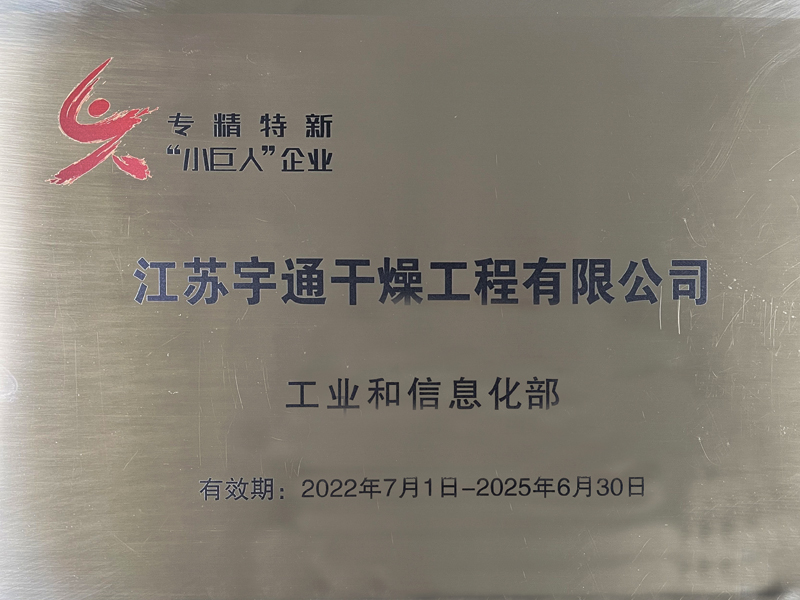 专精特新
“小巨人”企业
江苏宇通干燥工程有限公司
工业和信息化部
有效期：2022年7月1日-2025年6月30日